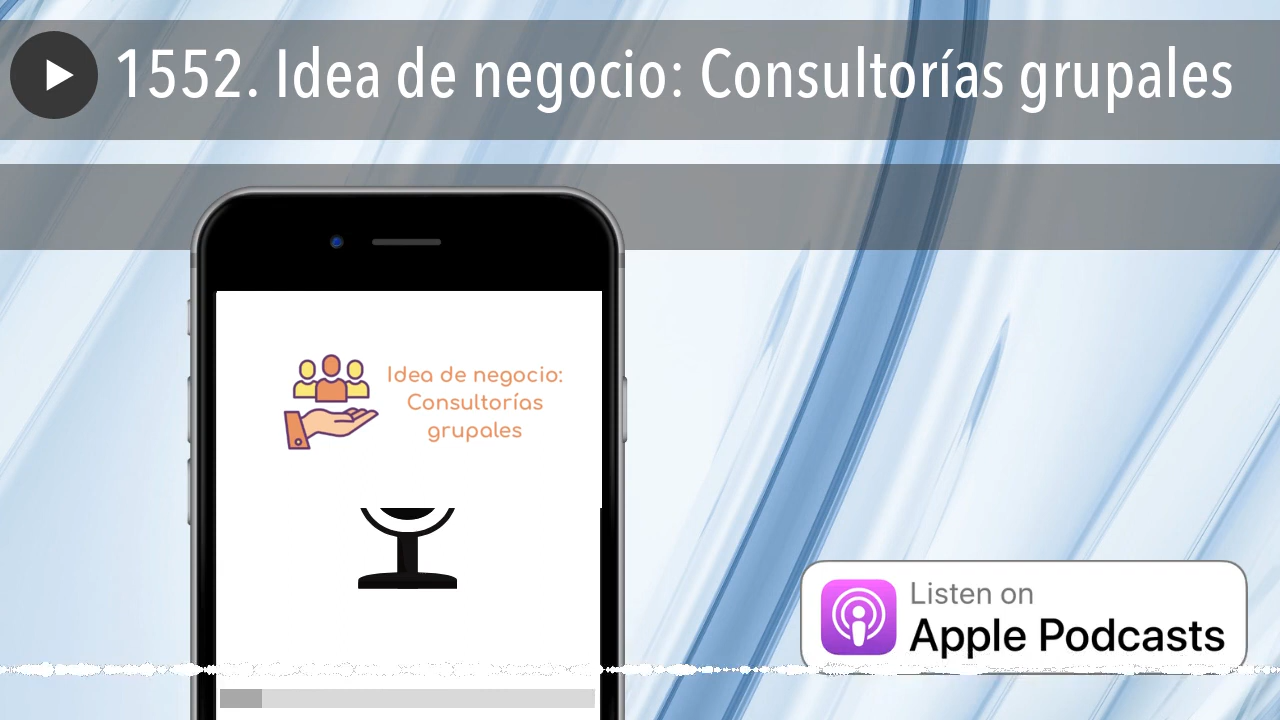 1552. Idea de negocio: Consultorías grupales
Idea de negocio:
Consultorías
grupales
Listen on
Apple Podcasts